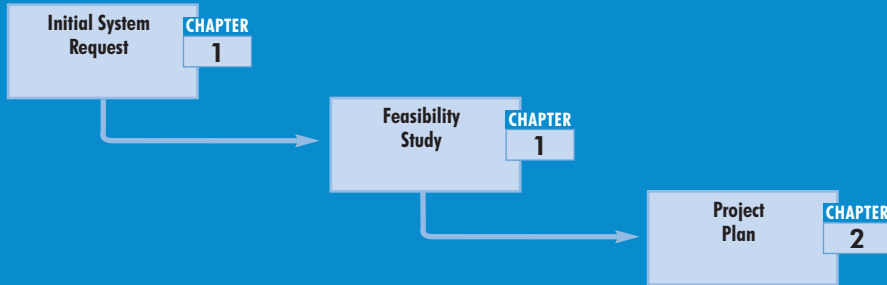 Initial System
Request
CHAPTER
1
Feasibility
Study
CHAPTER
1
Project
Plan
CHAPTER
2